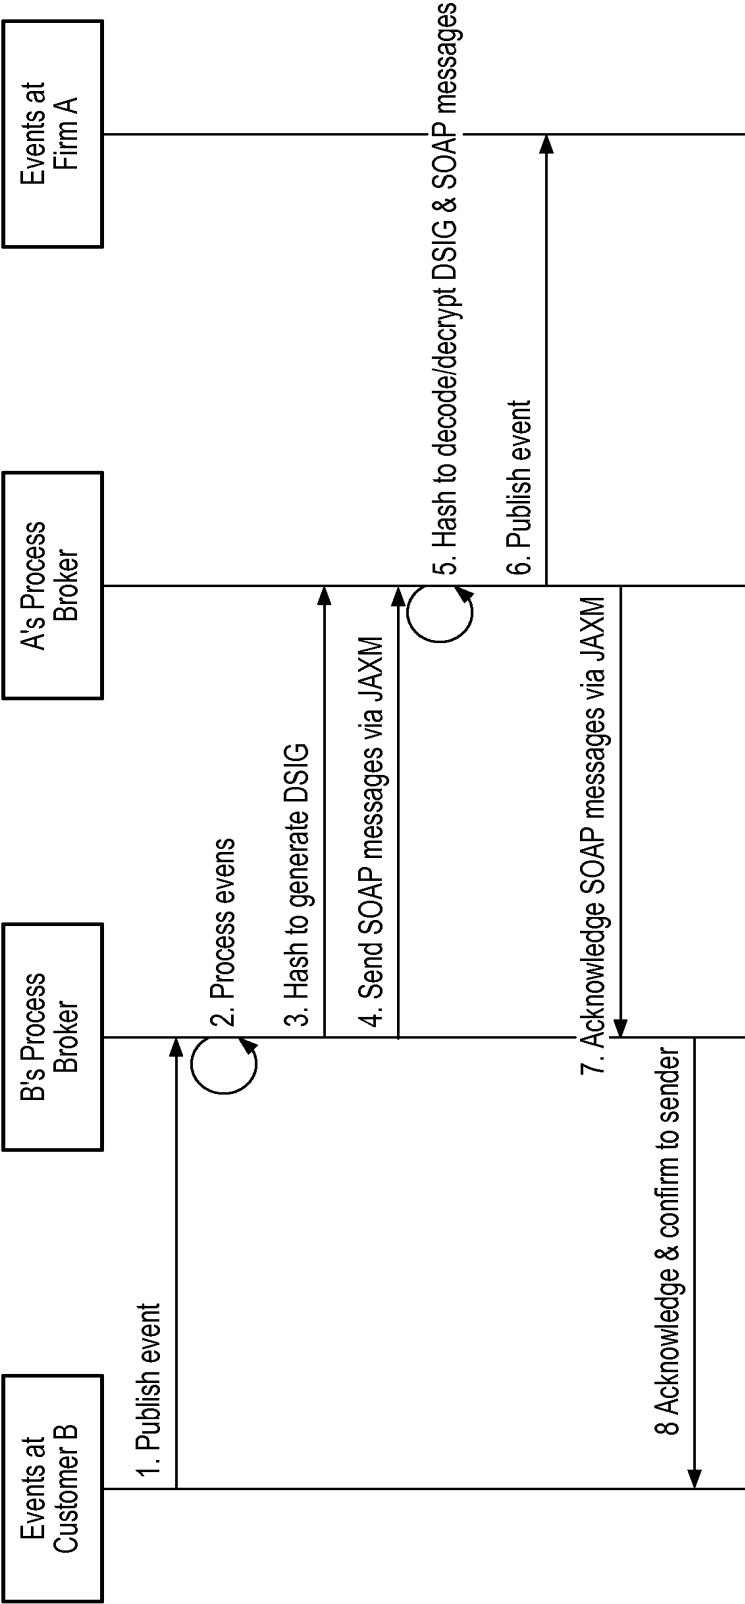 Events at
Customer B
B's Process
Broker
A's Process
Broker
Events at
Firm A
1. Publish event
2. Process evens
3. Hash to generate DSIG
4. Send SOAP messages via JAXM
5. Hash to decode/decrypt DSIG & SOAP messages
6. Publish event
7. Acknowledge SOAP messages via JAXM
8 Acknowledge & confirm to sender